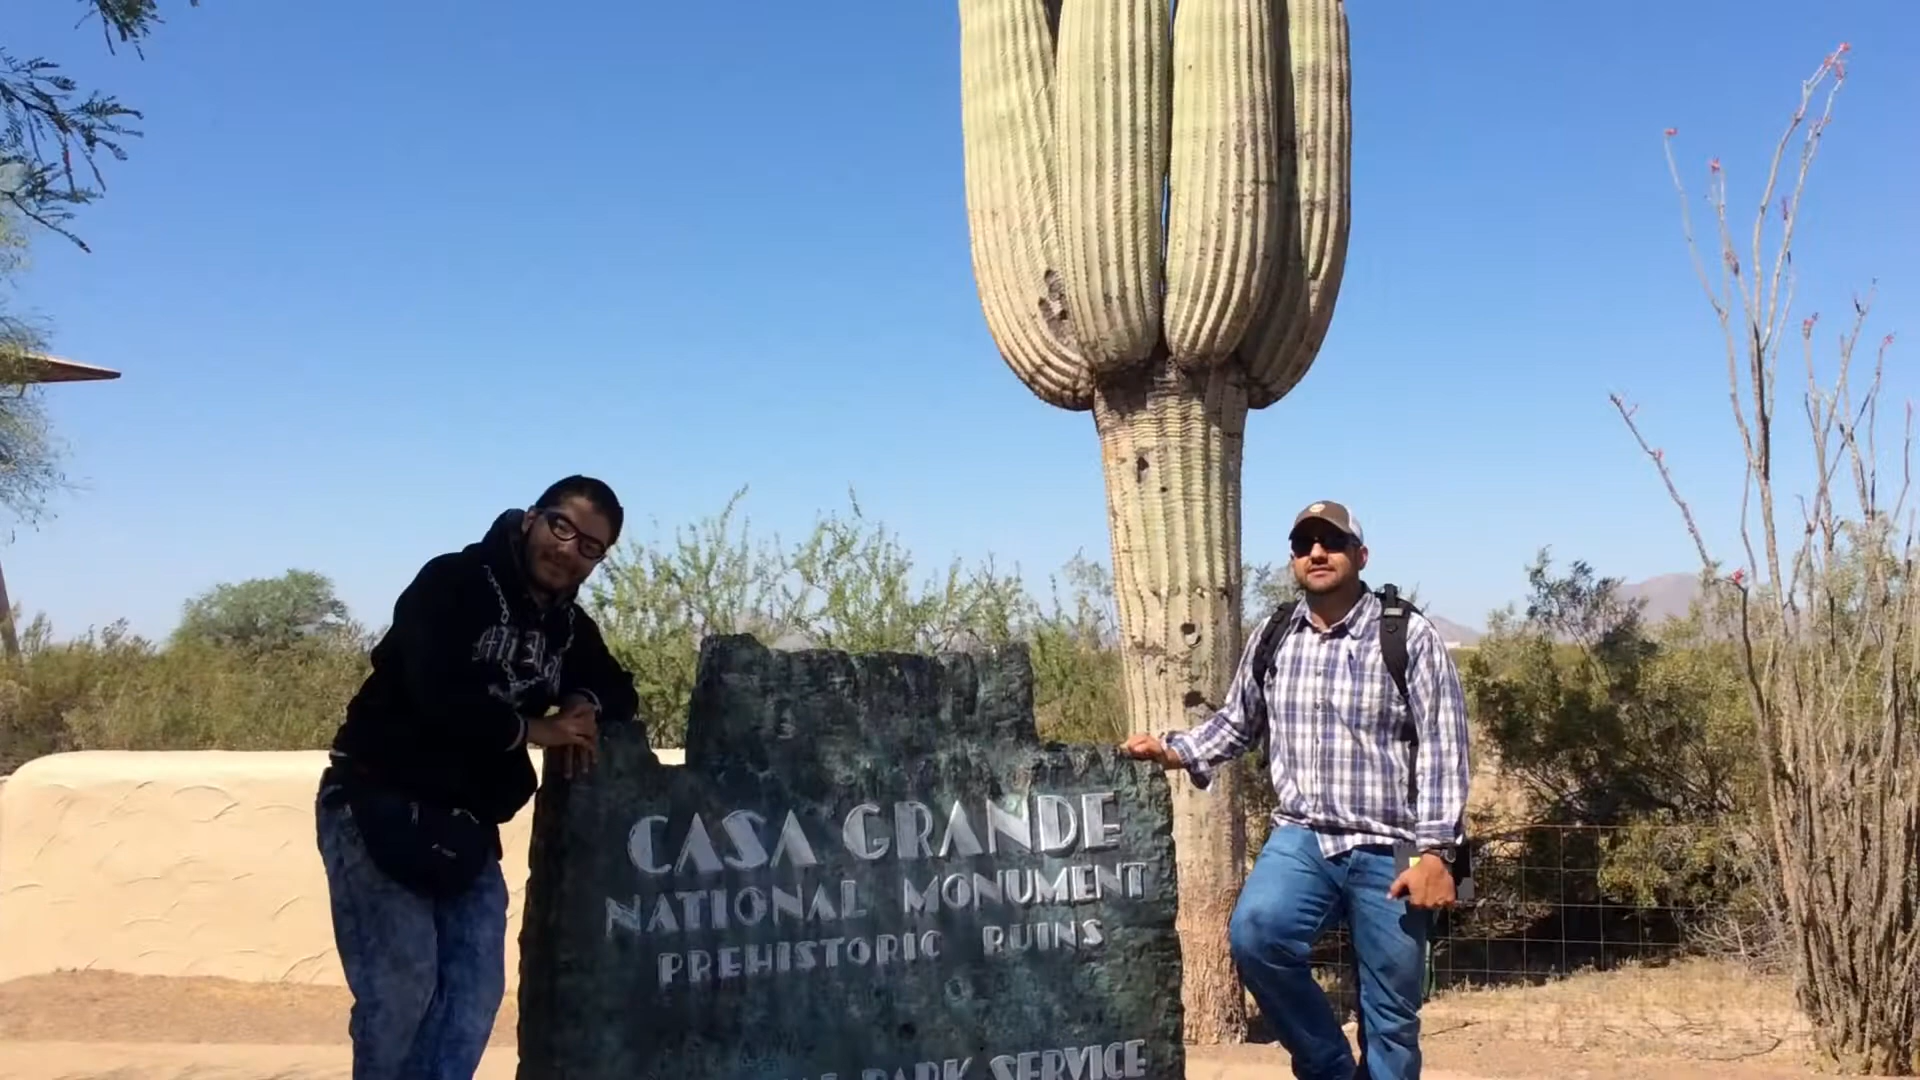 CASA GRANDE
NATIONAL MONUMENT
PREHISTORIC RUINS
PARK SERVICE